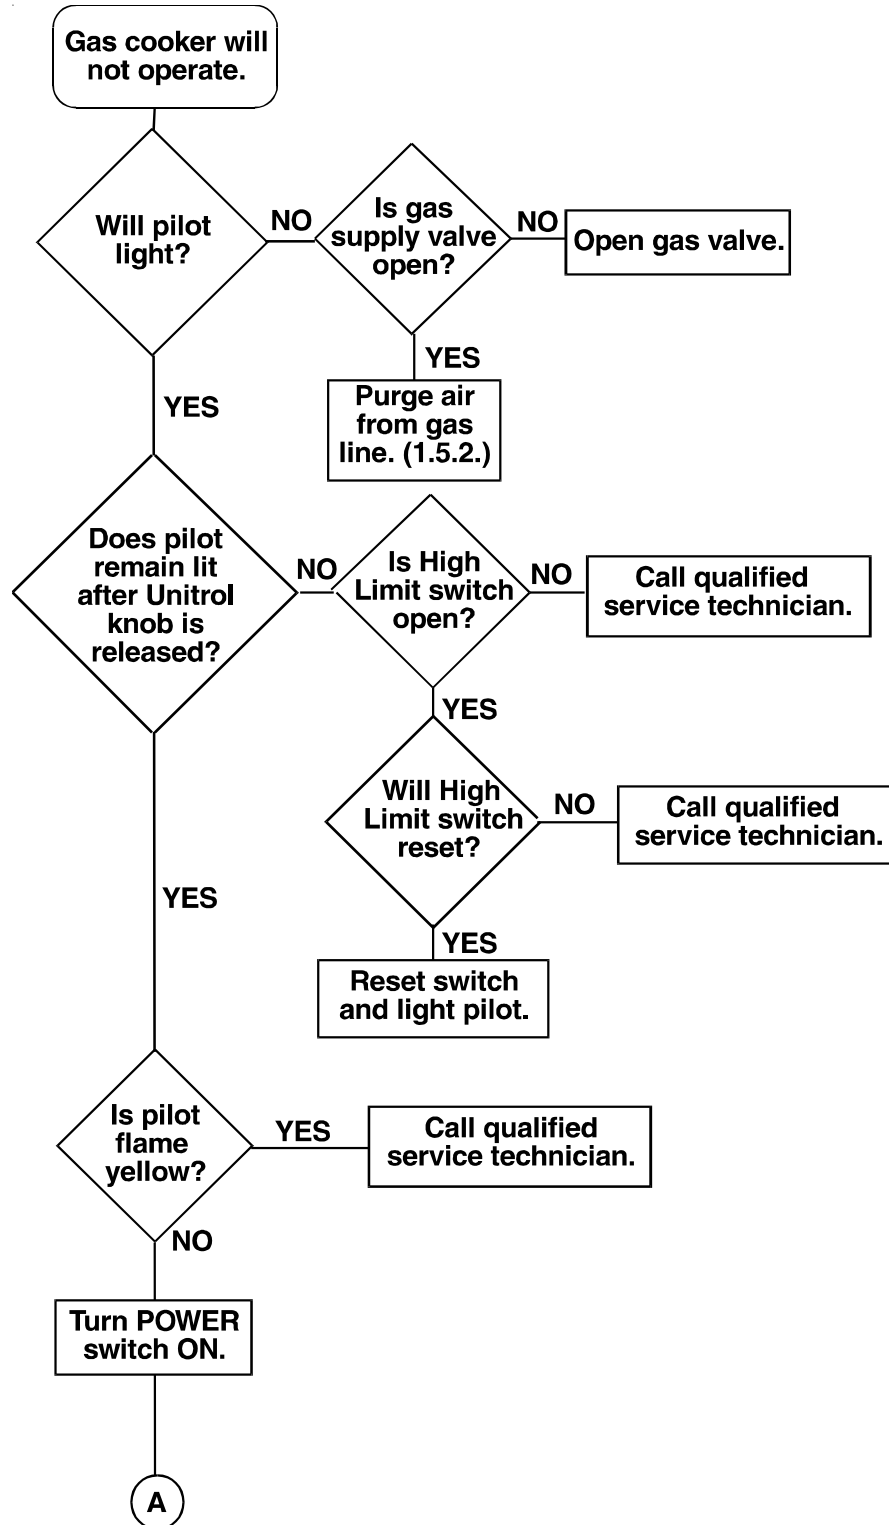 Gas cooker will
not operate.
Will pilot
light?
NO
Is gas
supply valve
open?
NO
Open gas valve.
YES
Purge air
from gas
line. (1.5.2.)
YES
Does pilot
remain lit
after Unitrol
knob is
released?
NO
Is High
Limit switch
open?
NO
Call qualified
service technician.
YES
Will High
Limit switch
reset?
NO
Call qualified
service technician.
YES
Reset switch
and light pilot.
YES
Is pilot
flame
yellow?
YES
Call qualified
service technician.
NO
Turn POWER
switch ON.
A